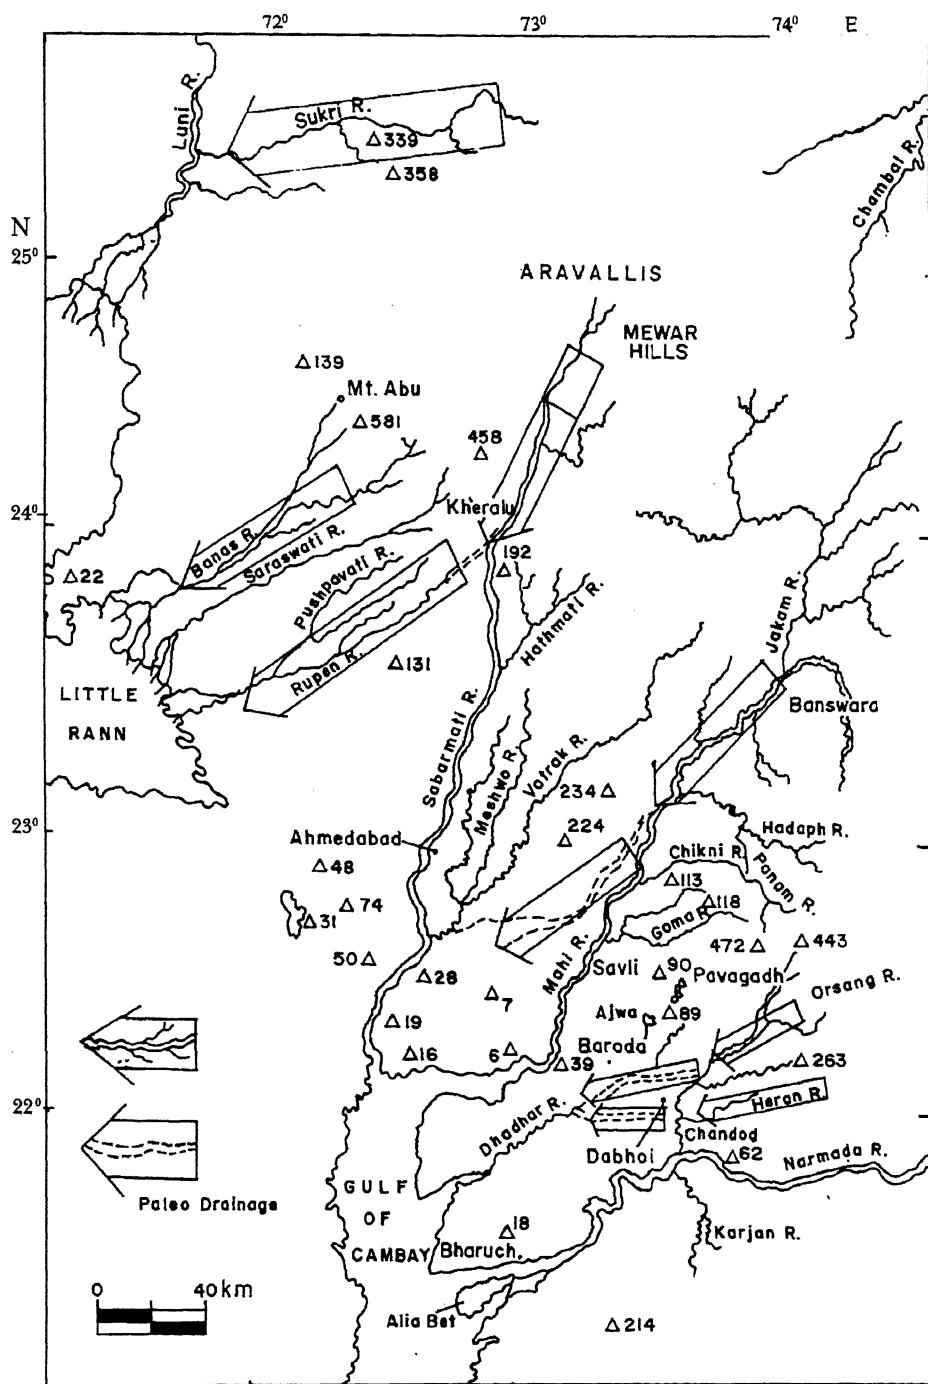 72⁰ 73⁰ 74⁰ E
Luni R.
Sukri R.
△339
△358
Chambal R.
N
25⁰
ARAVALLIS
MEWAR
HILLS
△139
Mt. Abu
△581
458
△
24⁰
Kheralu
Banas R.
Saraswati R.
192
△
△22
Pushpavati R.
Hathmati R.
Jakam R.
Rupen R.
△131
LITTLE
RANN
Banswara
Sabarmati R.
Meshwo R.
Vatrak R.
234△
23⁰
224
△
Hadaph R.
Ahmedabad
Chikni R.
Panam R.
△48
△113
△118
△74
△31
Goma R.
472△
△443
50△
Mahi R.
Savli
90
△
Pavagadh
△28
△
7
Orsang R.
Ajwa
△89
△19
△16
6△
Baroda
△39
△263
22⁰
Heran R.
Dhadhar R.
Chandod
Dabhoi
△62
Narmada R.
Paleo Drainage
GULF
OF
CAMBAY
△18
Karjan R.
Bharuch.
0 40km
Alia Bet
△214